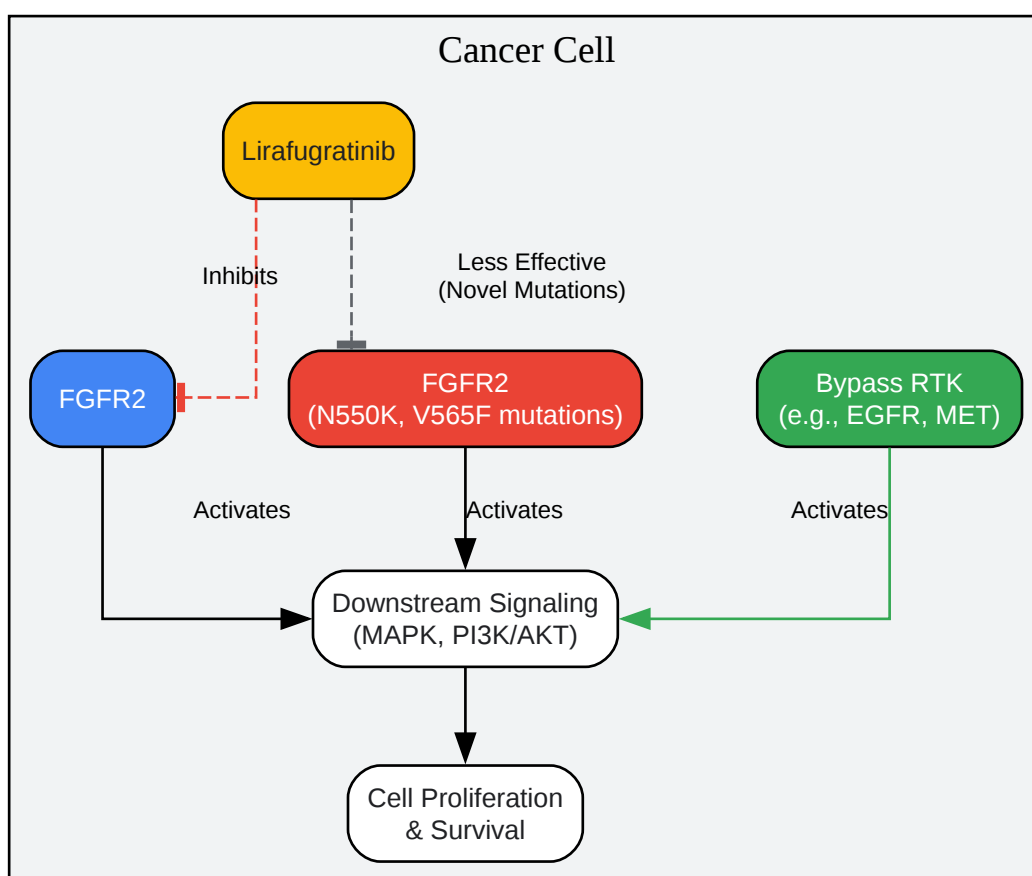 Cancer Cell
Lirafugratinib
Inhibits
Less Effective
(Novel Mutations)
FGFR2
FGFR2
(N550K, V565F mutations)
Bypass RTK
(e.g., EGFR, MET)
Activates
Activates
Activates
Downstream Signaling
(MAPK, PI3K/AKT)
Cell Proliferation
& Survival